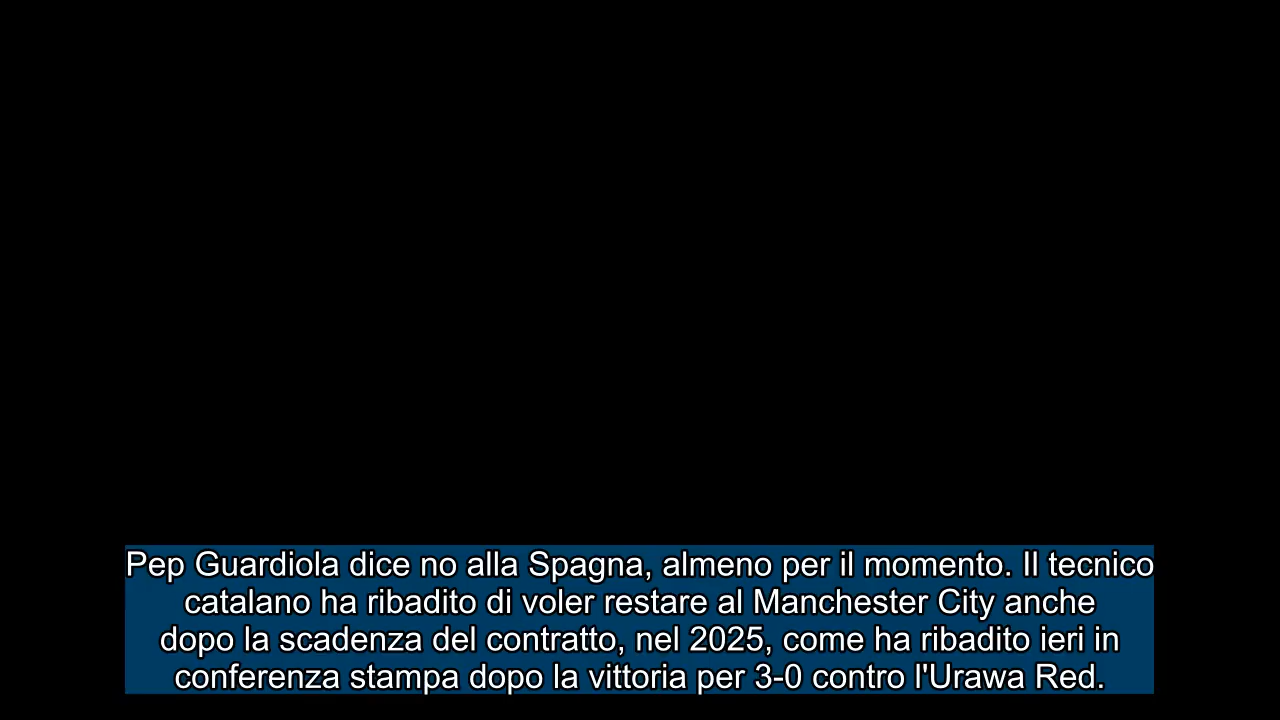 Pep Guardiola dice no alla Spagna, almeno per il momento. Il tecnico
catalano ha ribadito di voler restare al Manchester City anche
dopo la scadenza del contratto, nel 2025, come ha ribadito ieri in
conferenza stampa dopo la vittoria per 3-0 contro l'Urawa Red.